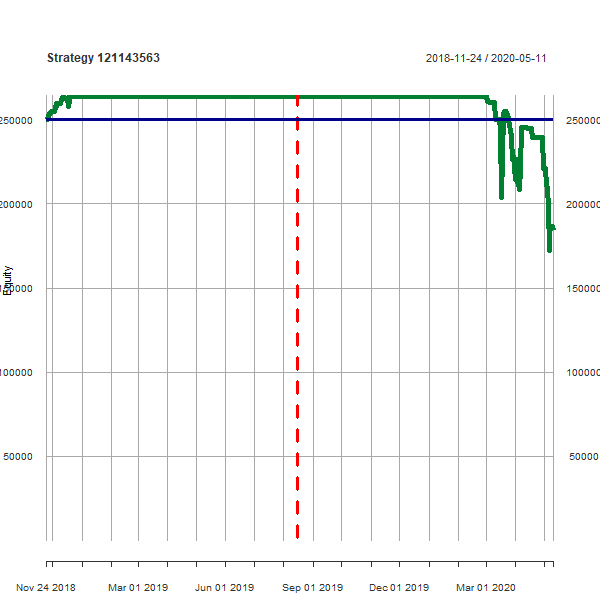 Strategy 121143563 2018-11-24 / 2020-05-11
250000 250000
200000 200000
150000 150000
100000 100000
50000 50000
Equity
Nov 24 2018 Mar 01 2019 Jun 01 2019 Sep 01 2019 Dec 01 2019 Mar 01 2020